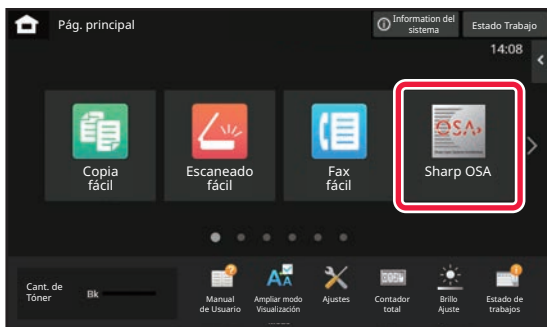 Pág. principal
Information del
sistema
Estado Trabajo
14:08
OSA
Copia
fácil
Escaneado
fácil
Fax
fácil
Sharp OSA
Cant. de
Tóner
Bk
Manual
de Usuario
Ampliar modo
Visualización
Ajustes
Contador
total
Brillo
Ajuste
Estado de
trabajos